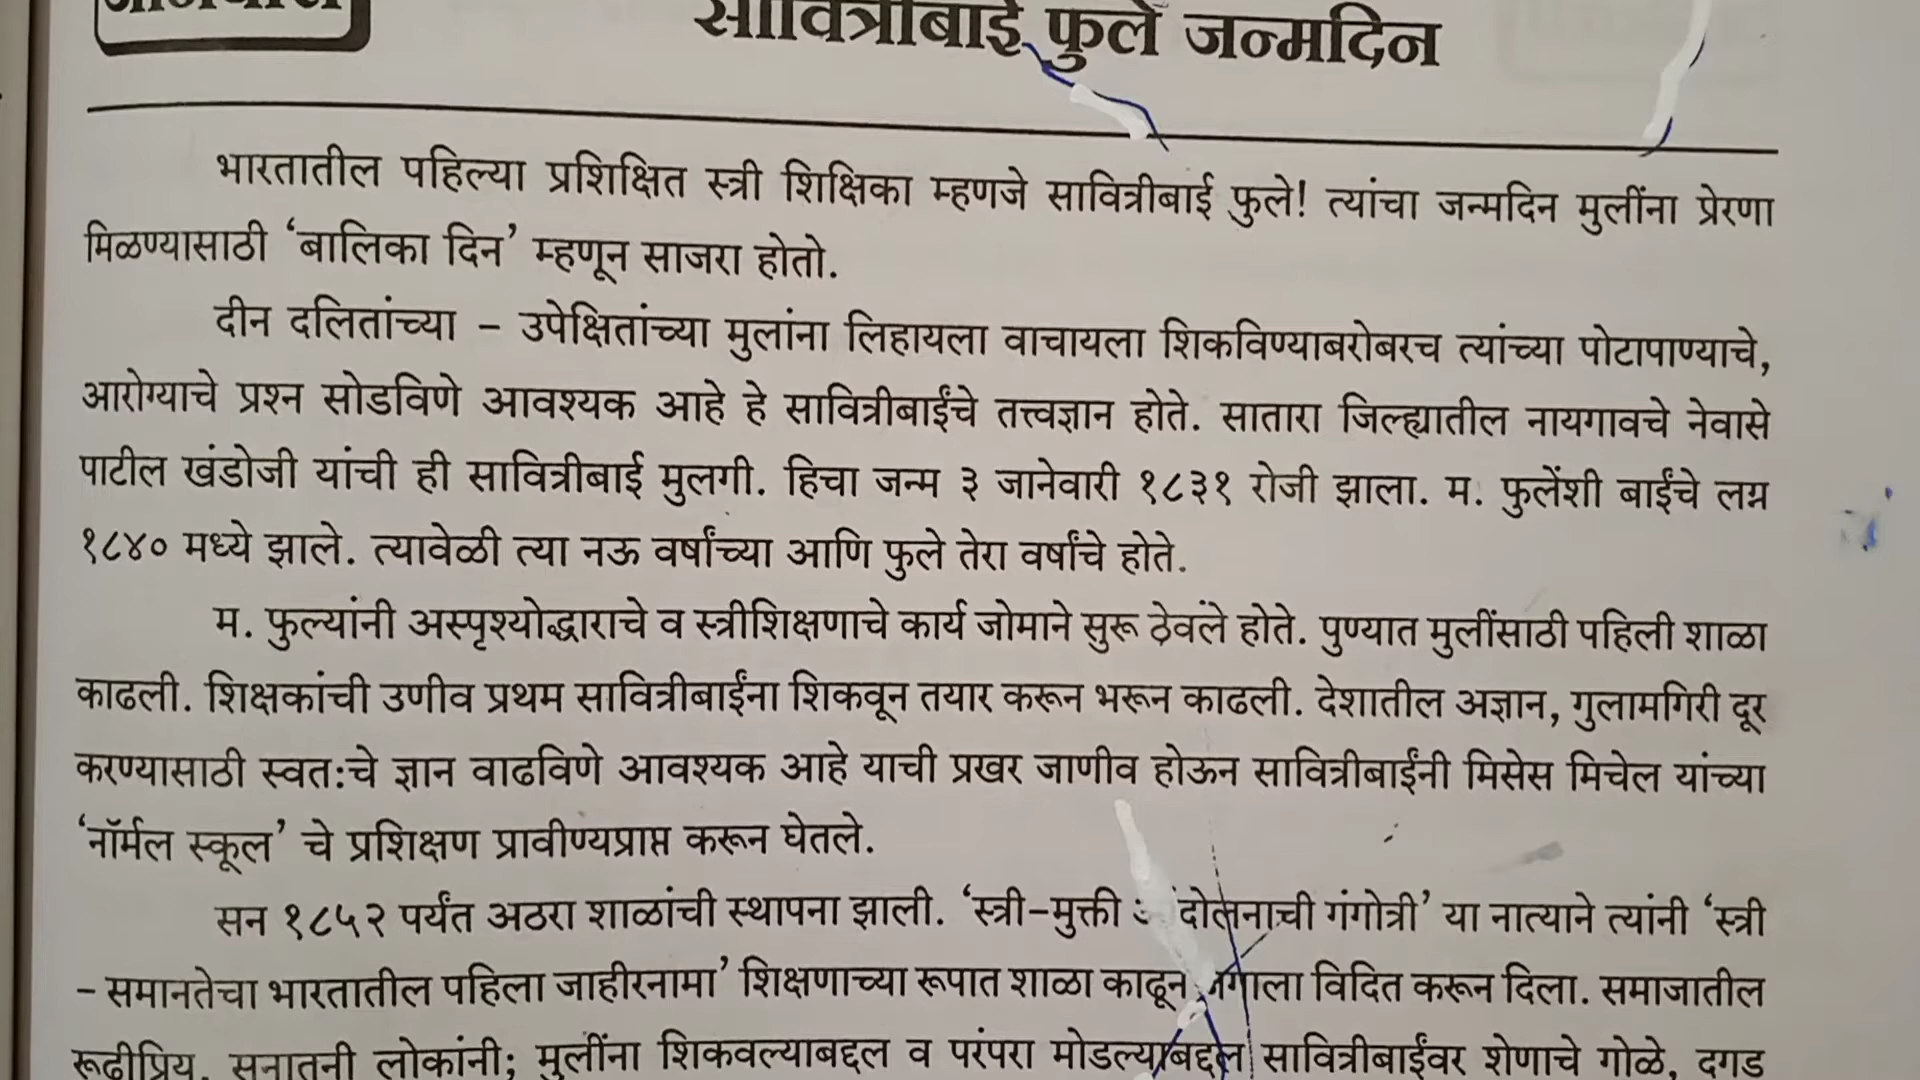 सावित्रीबाई फुले जन्मदिन
भारतातील पहिल्या प्रशिक्षित स्त्री शिक्षिका म्हणजे सावित्रीबाई फुले! त्यांचा जन्मदिन मुलींना प्रेरणा
मिळण्यासाठी ‘बालिका दिन’ म्हणून साजरा होतो.
दीन दलितांच्या – उपेक्षितांच्या मुलांना लिहायला वाचायला शिकविण्याबरोबरच त्यांच्या पोटापाण्याचे,
आरोग्याचे प्रश्न सोडविणे आवश्यक आहे हे सावित्रीबाईंचे तत्त्वज्ञान होते. सातारा जिल्ह्यातील नायगावचे नेवासे
पाटील खंडोजी यांची ही सावित्रीबाई मुलगी. हिचा जन्म ३ जानेवारी १८३१ रोजी झाला. म. फुलेंशी बाईंचे लग्न
१८४० मध्ये झाले. त्यावेळी त्या नऊ वर्षांच्या आणि फुले तेरा वर्षांचे होते.
म. फुल्यांनी अस्पृश्योद्धाराचे व स्त्रीशिक्षणाचे कार्य जोमाने सुरू ठेवले होते. पुण्यात मुलींसाठी पहिली शाळा
काढली. शिक्षकांची उणीव प्रथम सावित्रीबाईंना शिकवून तयार करून भरून काढली. देशातील अज्ञान, गुलामगिरी दूर
करण्यासाठी स्वत:चे ज्ञान वाढविणे आवश्यक आहे याची प्रखर जाणीव होऊन सावित्रीबाईंनी मिसेस मिचेल यांच्या
‘नॉर्मल स्कूल’ चे प्रशिक्षण प्रावीण्यप्राप्त करून घेतले.
सन १८५२ पर्यंत अठरा शाळांची स्थापना झाली. ‘स्त्री–मुक्ती गंगोत्री’ या नात्याने त्यांनी ‘स्त्री
– समानतेचा भारतातील पहिला जाहीरनामा’ शिक्षणाच्या रूपात शाळा काढून विदित करून दिला. समाजातील
रूढीप्रिय, सनातनी लोकांनी; मुलींना शिकवल्याबद्दल व परंपरा मोडल्याबद्दल सावित्रीबाईंवर शेणाचे गोळे, दगड